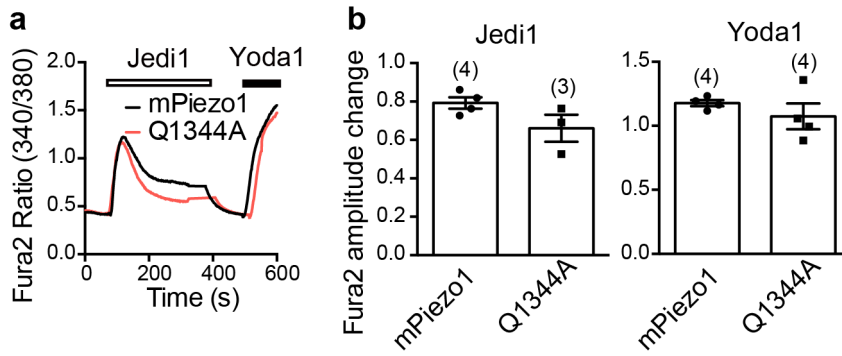 a
Jedi1 Yoda1
mPiezo1
Q1344A
Fura2 Ratio (340/380)
2.0
1.5
1.0
0.5
0.0
0 200 400 600
Time (s)
b
Jedi1
Fura2 amplitude change
1.0
0.8
0.6
0.4
0.2
0.0
(4) (3)
mPiezo1 Q1344A
Yoda1
1.5
1.0
0.5
0.0
(4) (4)
mPiezo1 Q1344A